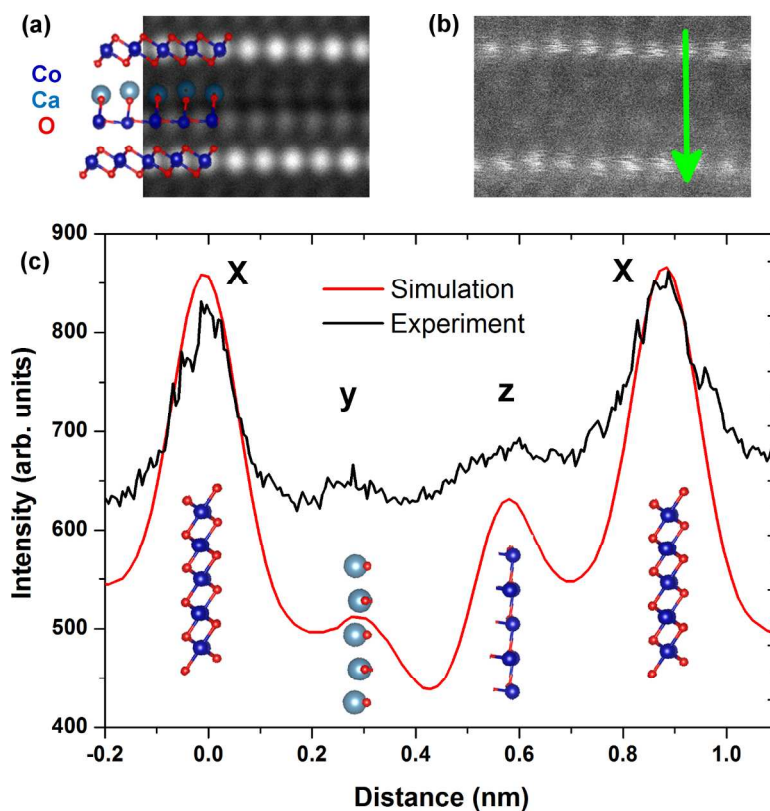 (a)
(b)
Co
Ca
O
(c)
X
X
Simulation
Experiment
y
z
900
800
700
600
500
400
Intensity (arb. units)
-0.2
0.0
0.2
0.4
0.6
0.8
1.0
Distance (nm)